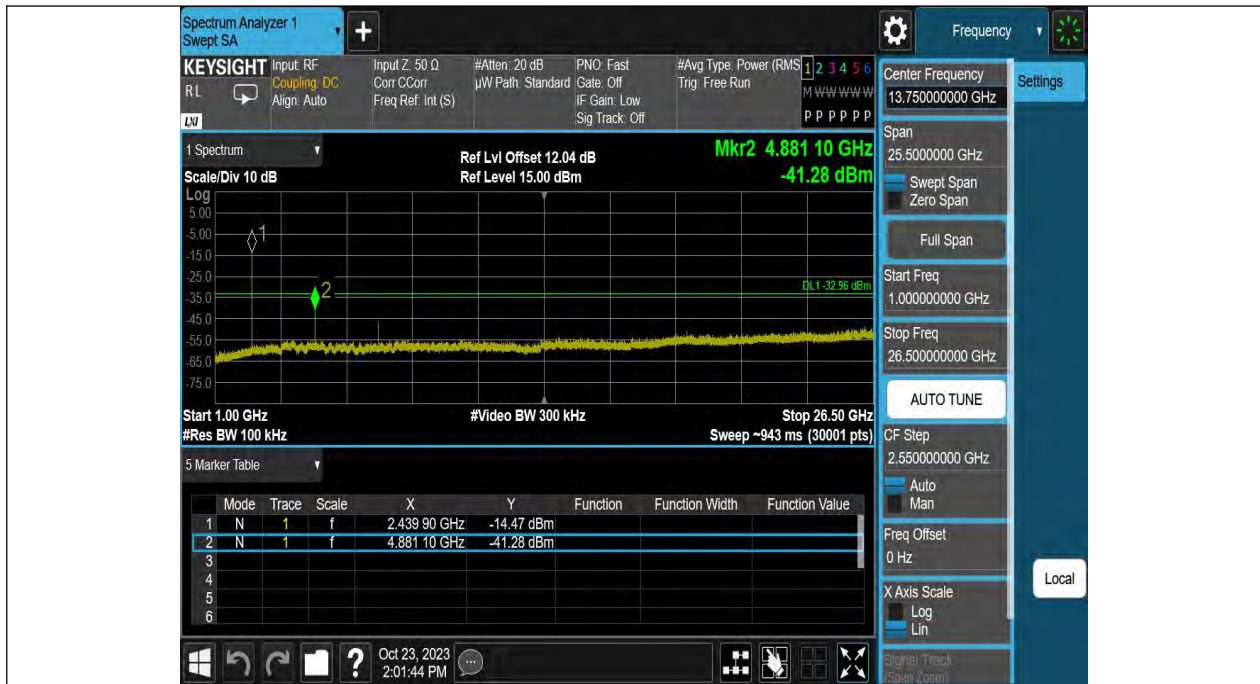 Spectrum Analyzer 1
Swept SA
+
Frequency
KEYSIGHT
R L
LXI
Input: RF
Coupling: DC
Align: Auto
Input Z: 50 Ω
Corr CCorr
Freq Ref: Int (S)
#Atten: 20 dB
µW Path: Standard
PNO: Fast
Gate: Off
IF Gain: Low
Sig Track: Off
#Avg Type: Power (RMS
Trig: Free Run
1 2 3 4 5 6
M W W W W W
P P P P P P
1 Spectrum
Scale/Div 10 dB
Ref Lvl Offset 12.04 dB
Ref Level 15.00 dBm
Mkr2 4.881 10 GHz
-41.28 dBm
Log
5.00
-5.00
-15.0
-25.0
-35.0
-45.0
-55.0
-65.0
-75.0
1
2
DL1 -32.96 dBm
Start 1.00 GHz
#Video BW 300 kHz
Stop 26.50 GHz
#Res BW 100 kHz
Sweep ~943 ms (30001 pts)
5 Marker Table
Mode Trace Scale X Y Function Function Width Function Value
1 N 1 f 2.439 90 GHz -14.47 dBm
2 N 1 f 4.881 10 GHz -41.28 dBm
3
4
5
6
?
Oct 23, 2023
2:01:44 PM
Center Frequency
13.750000000 GHz
Settings
Span
25.5000000 GHz
Swept Span
Zero Span
Full Span
Start Freq
1.000000000 GHz
Stop Freq
26.500000000 GHz
AUTO TUNE
CF Step
2.550000000 GHz
Auto
Man
Freq Offset
0 Hz
X Axis Scale
Log
Lin
Local
Signal Track
(Span Zoom)